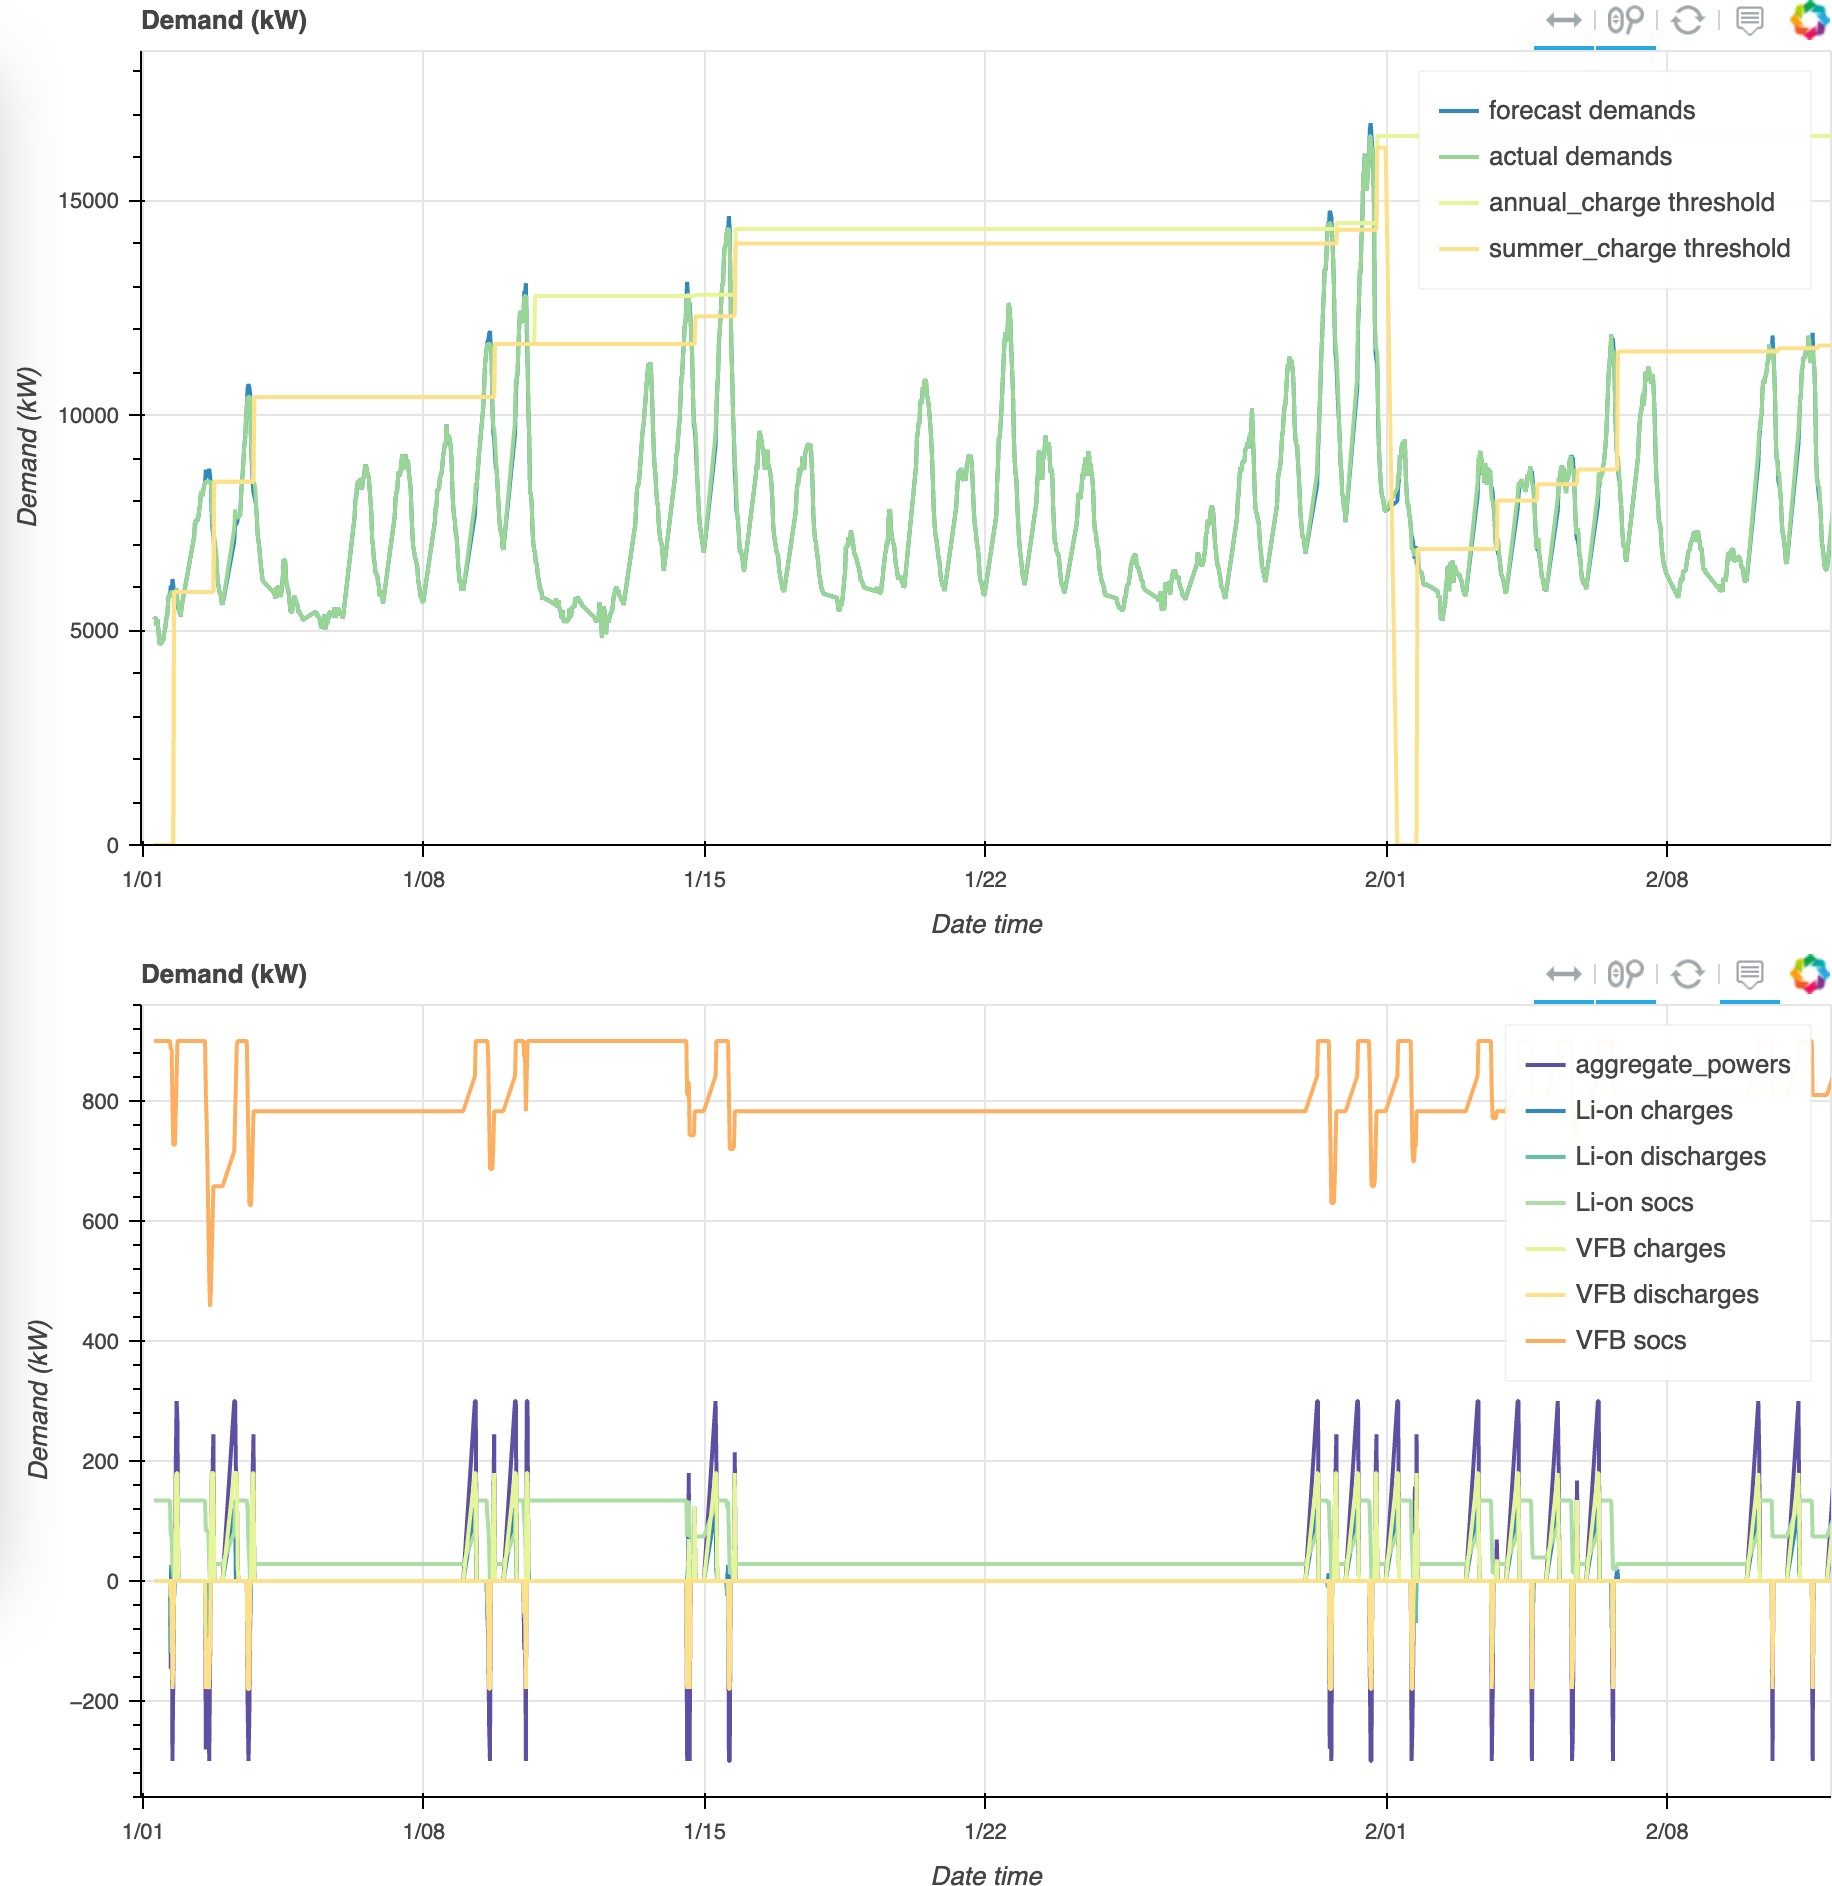 Demand (kW)
forecast demands
actual demands
annual_charge threshold
summer_charge threshold
15000
10000
5000
0
Demand (kW)
1/01 1/08 1/15 1/22 2/01 2/08
Date time
Demand (kW)
aggregate_powers
Li-on charges
Li-on discharges
Li-on socs
VFB charges
VFB discharges
VFB socs
800
600
400
200
0
−200
Demand (kW)
1/01 1/08 1/15 1/22 2/01 2/08
Date time